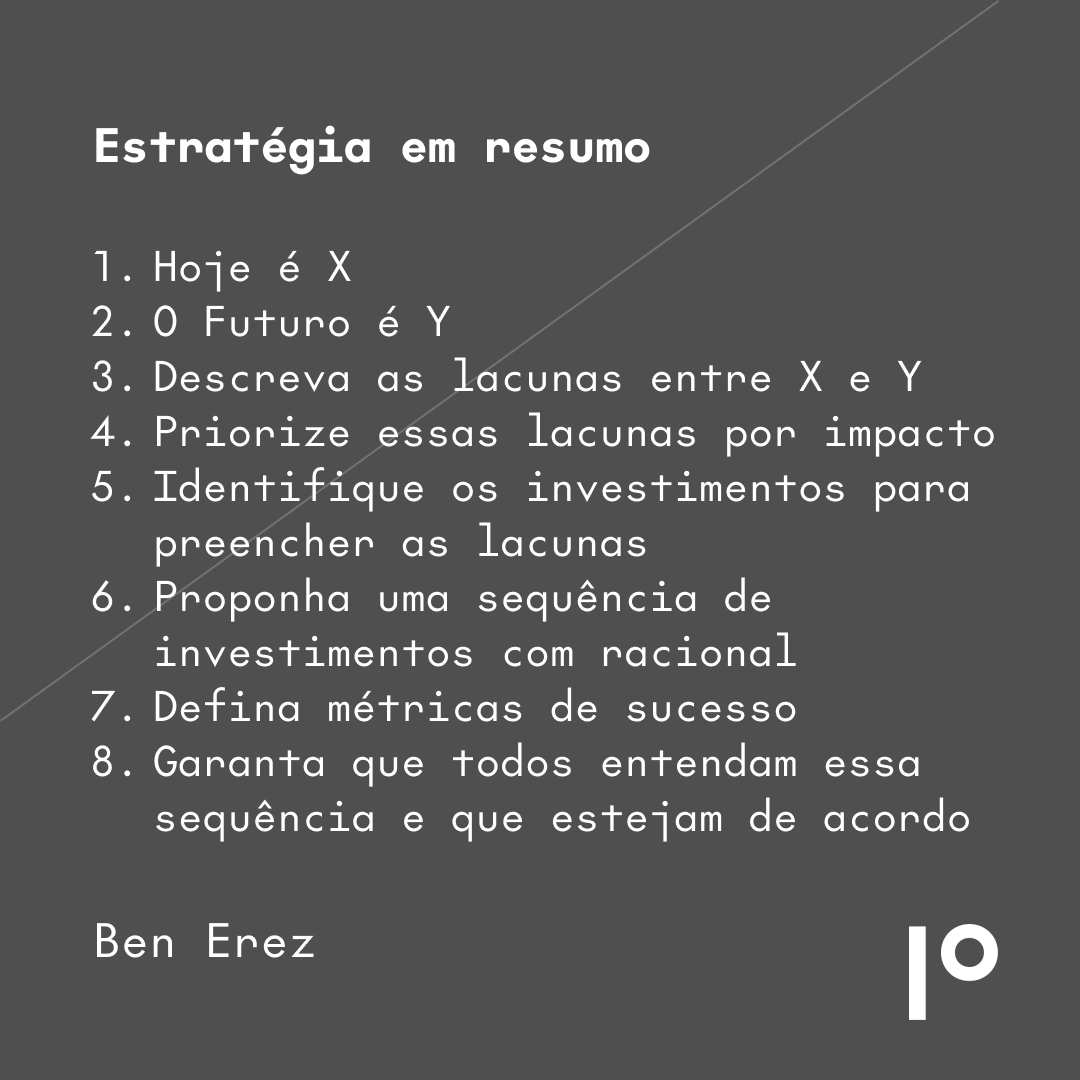 Estratégia em resumo
1. Hoje é X
2. O Futuro é Y
3. Descreva as lacunas entre X e Y
4. Priorize essas lacunas por impacto
5. Identifique os investimentos para
preencher as lacunas
6. Proponha uma sequência de
investimentos com racional
7. Defina métricas de sucesso
8. Garanta que todos entendam essa
sequência e que estejam de acordo
Ben Erez